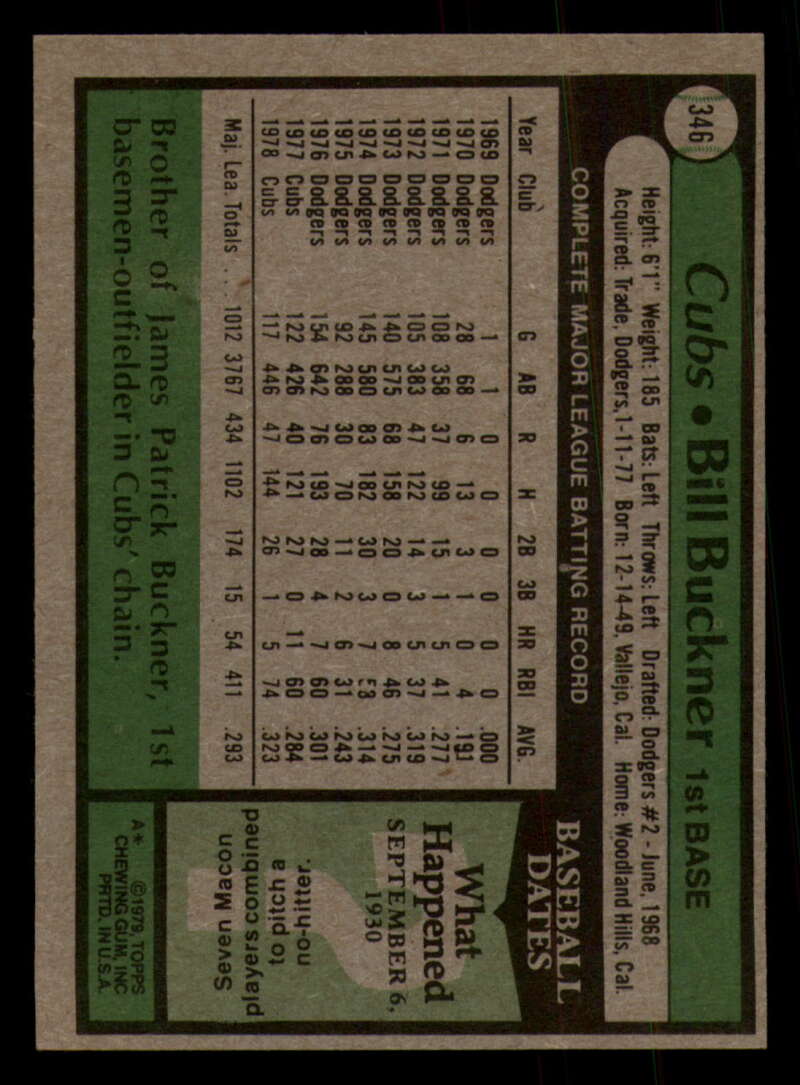 346
Cubs • Bill Buckner 1st BASE
Height: 6'1" Weight: 185 Bats: Left Throws: Left Drafted: Dodgers #2 - June, 1968
Acquired: Trade, Dodgers, 1-11-77 Born: 12-14-49, Vallejo, Cal. Home: Woodland Hills, Cal.
COMPLETE MAJOR LEAGUE BATTING RECORD
Year Club G AB R H 2B 3B HR RBI AVG.
1969 Dodgers 1 1 0 0 0 0 0 0 .000
1970 Dodgers 28 68 6 13 3 1 0 4 .191
1971 Dodgers 108 358 37 99 15 1 5 41 .277
1972 Dodgers 105 383 47 122 14 3 5 37 .319
1973 Dodgers 140 575 68 158 20 0 8 46 .275
1974 Dodgers 145 580 83 182 30 3 7 58 .314
1975 Dodgers 92 288 30 70 11 2 6 31 .243
1976 Dodgers 154 642 76 193 28 4 7 60 .301
1977 Cubs 122 426 40 121 27 0 11 60 .284
1978 Cubs 117 446 47 144 26 1 5 74 .323
Maj. Lea. Totals . . . 1012 3767 434 1102 174 15 54 411 .293
Brother of James Patrick Buckner, 1st
basemen-outfielder in Cubs' chain.
BASEBALL
DATES
What
Happened
SEPTEMBER 6,
1930
?
Seven Macon
players combined
to pitch a
no-hitter.
A* ©1979, TOPPS
CHEWING GUM, INC
PRTD. IN U.S.A.